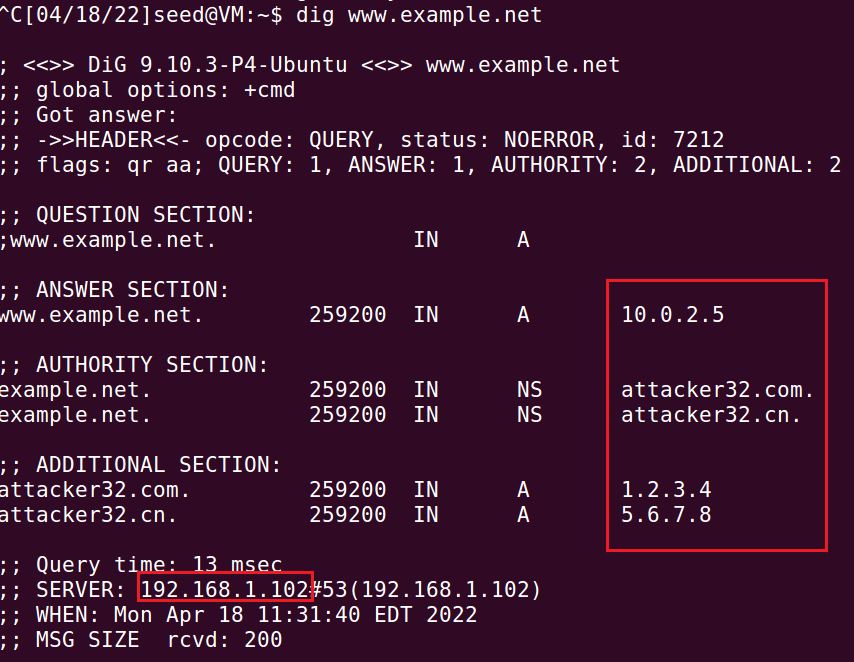 ^C[04/18/22]seed@VM:~$ dig www.example.net
; <<>> DiG 9.10.3-P4-Ubuntu <<>> www.example.net
;; global options: +cmd
;; Got answer:
;; ->>HEADER<<- opcode: QUERY, status: NOERROR, id: 7212
;; flags: qr aa; QUERY: 1, ANSWER: 1, AUTHORITY: 2, ADDITIONAL: 2
;; QUESTION SECTION:
;www.example.net. IN A
;; ANSWER SECTION:
www.example.net. 259200 IN A 10.0.2.5
;; AUTHORITY SECTION:
example.net. 259200 IN NS attacker32.com.
example.net. 259200 IN NS attacker32.cn.
;; ADDITIONAL SECTION:
attacker32.com. 259200 IN A 1.2.3.4
attacker32.cn. 259200 IN A 5.6.7.8
;; Query time: 13 msec
;; SERVER: 192.168.1.102#53(192.168.1.102)
;; WHEN: Mon Apr 18 11:31:40 EDT 2022
;; MSG SIZE rcvd: 200